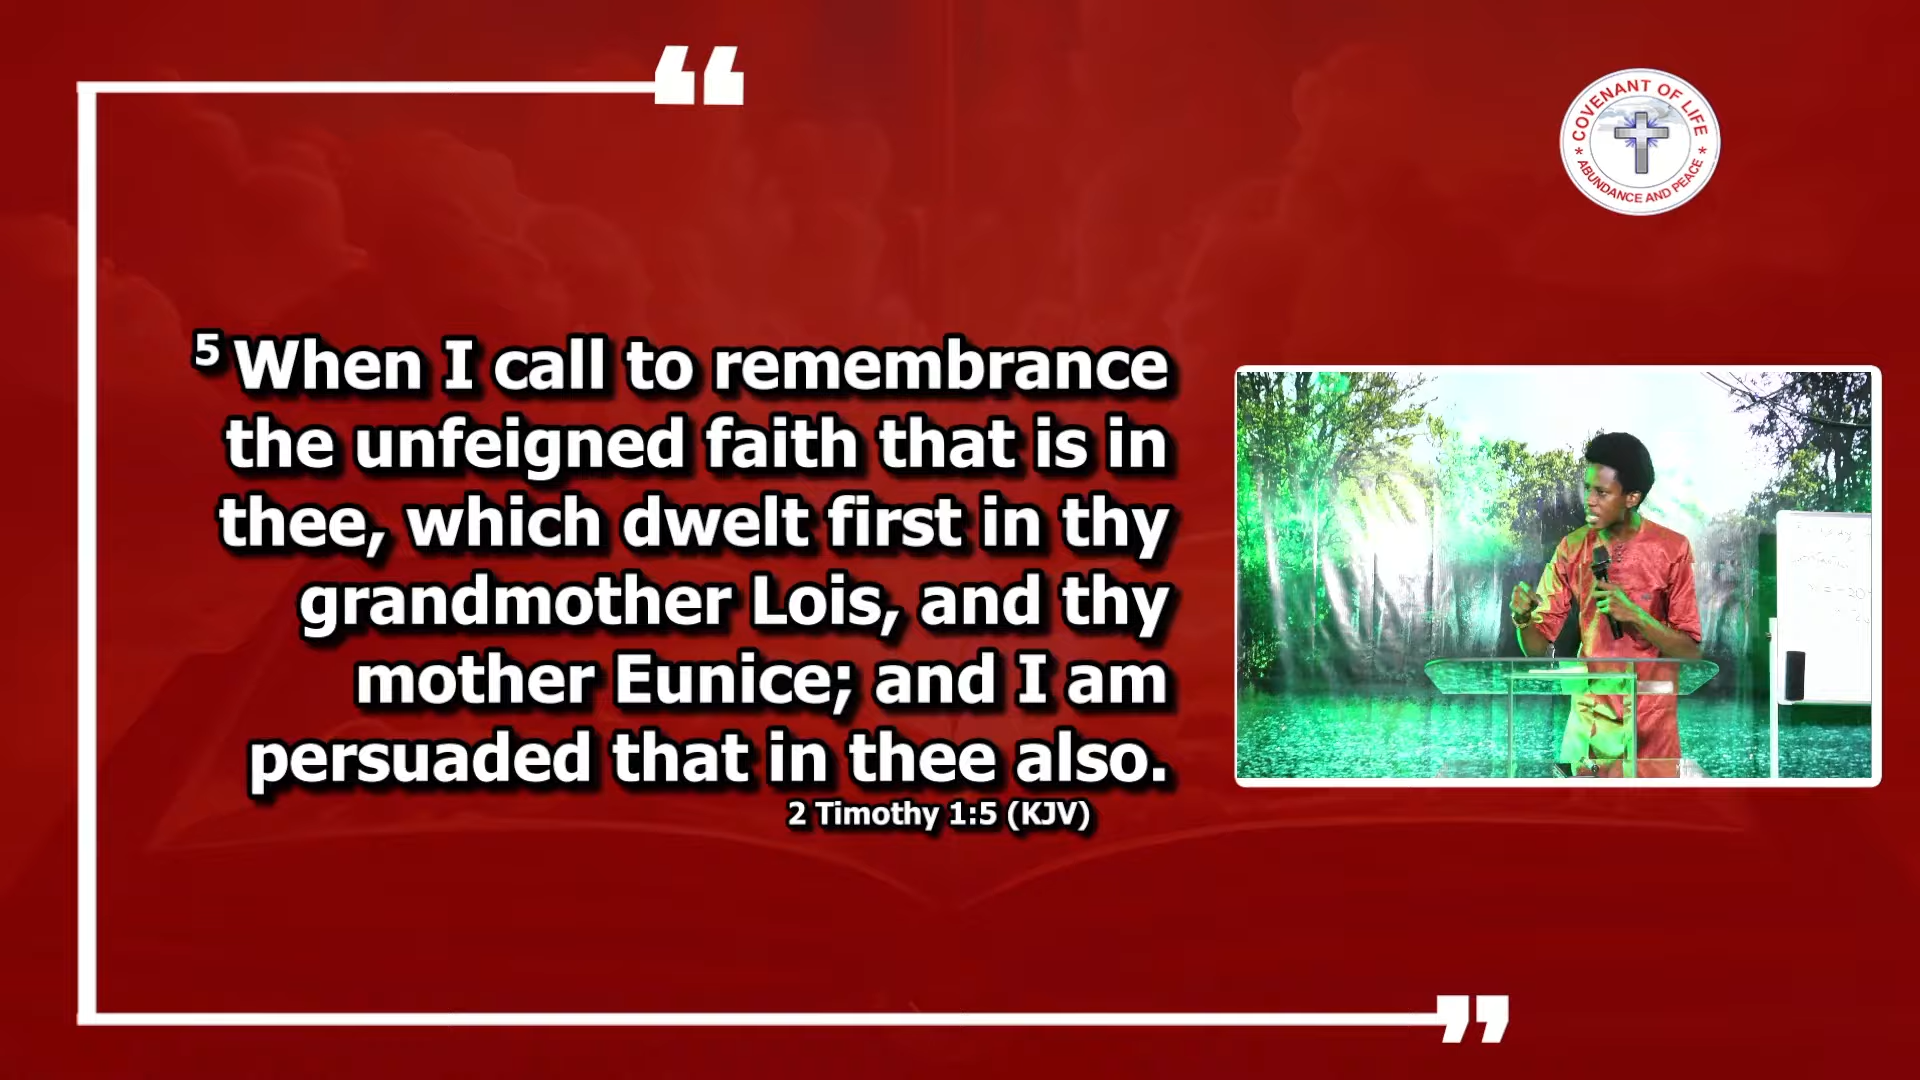 “
COVENANT OF LIFE
* ABUNDANCE AND PEACE *
5 When I call to remembrance
the unfeigned faith that is in
thee, which dwelt first in thy
grandmother Lois, and thy
mother Eunice; and I am
persuaded that in thee also.
2 Timothy 1:5 (KJV)
”